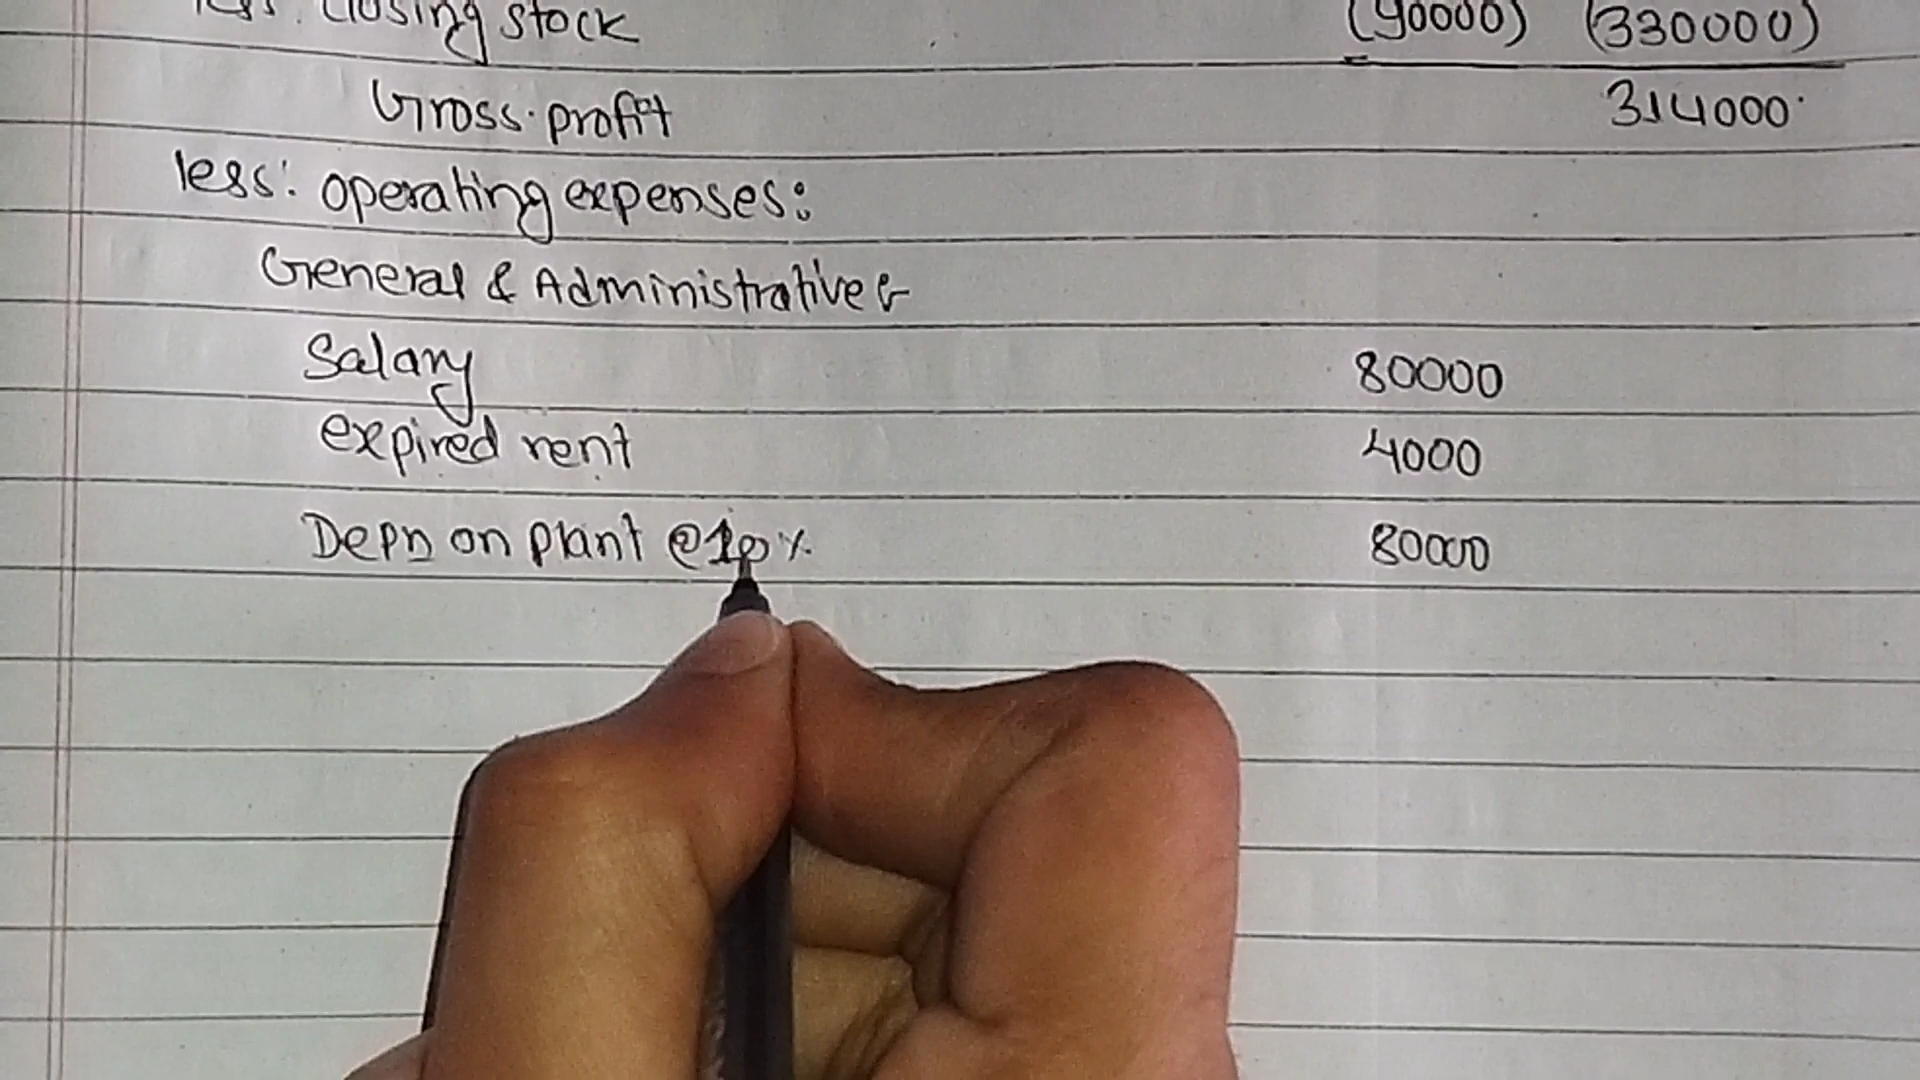 less: closing stock (90000) (330000)
Gross profit 314000
less: operating expenses:
General & Administrative:-
Salary 80000
expired rent 4000
Depn on plant @10% 80000